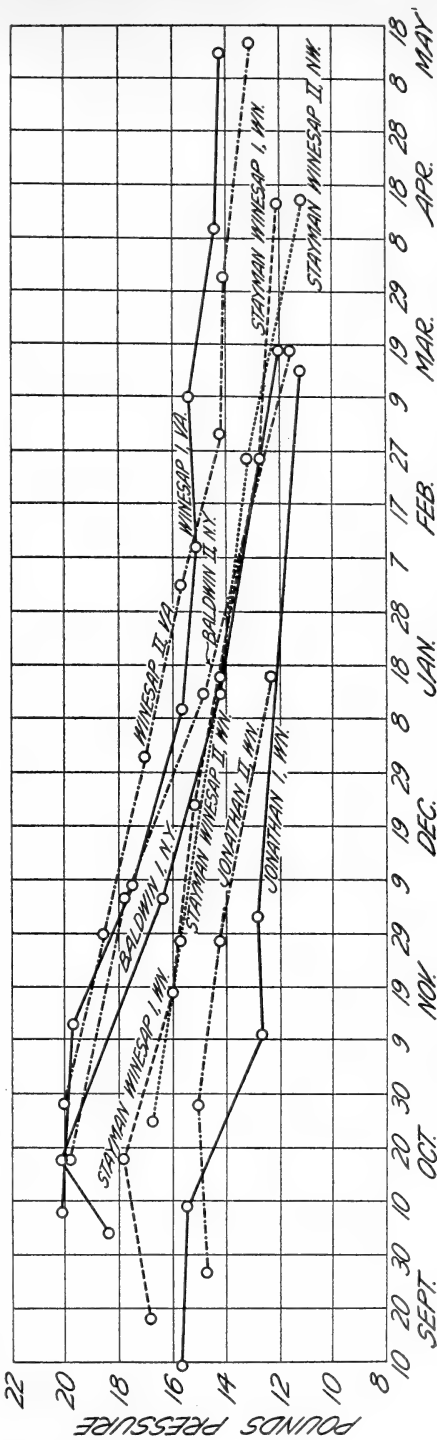 POUNDS PRESSURE
22
20
18
16
14
12
10
8
WINESAP I, VA.
WINESAP II, VA.
BALDWIN I, N.Y.
BALDWIN II, N.Y.
STAYMAN WINESAP I, WN.
STAYMAN WINESAP II, WN.
JONATHAN II, WN.
JONATHAN I, WN.
STAYMAN WINESAP I, WN.
STAYMAN WINESAP II, NW.
10 20 30 10 20 30 9 19 29 9 19 29 8 18 28 7 17 27 9 19 29 8 18 28 8 18
SEPT. OCT. NOV. DEC. JAN. FEB. MAR. APR. MAY